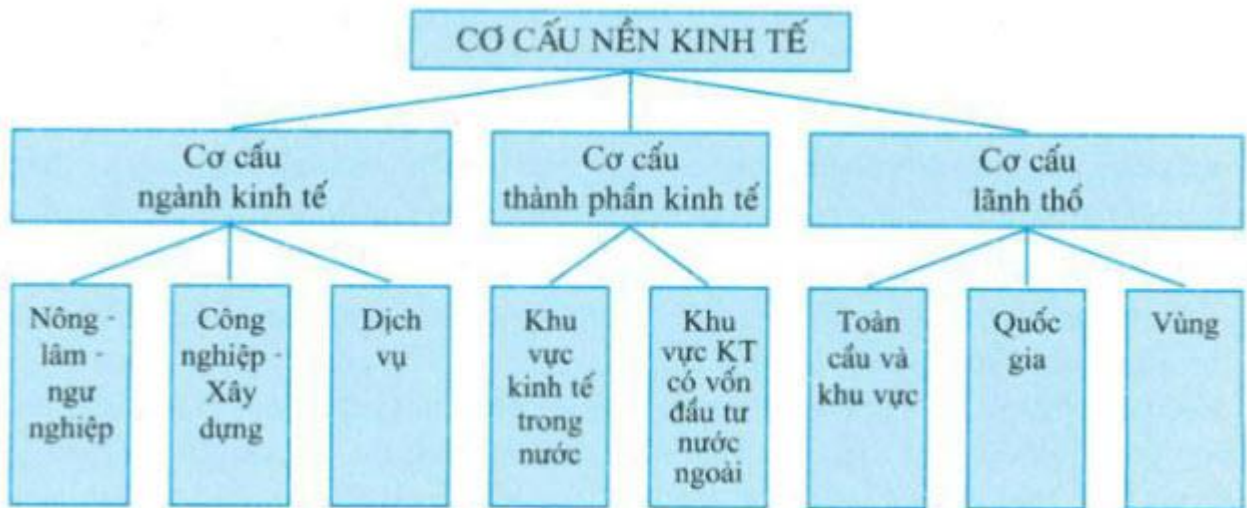 CƠ CẤU NỀN KINH TẾ
Cơ cấu
ngành kinh tế
Cơ cấu
thành phần kinh tế
Cơ cấu
lãnh thổ
Nông -
lâm -
ngư
nghiệp
Công
nghiệp -
Xây
dựng
Dịch
vụ
Khu
vực
kinh tế
trong
nước
Khu
vực KT
có vốn
đầu tư
nước
ngoài
Toàn
cầu và
khu vực
Quốc
gia
Vùng